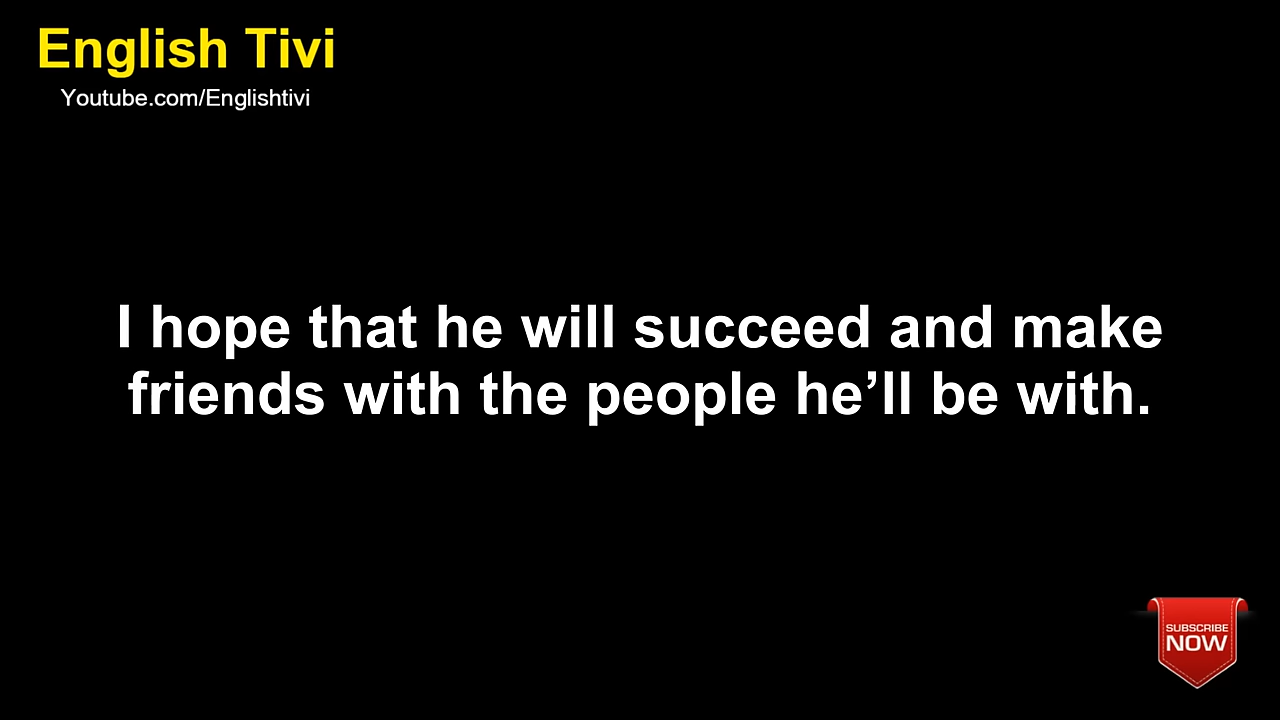 English Tivi
Youtube.com/Englishtivi
I hope that he will succeed and make
friends with the people he’ll be with.
SUBSCRIBE
NOW